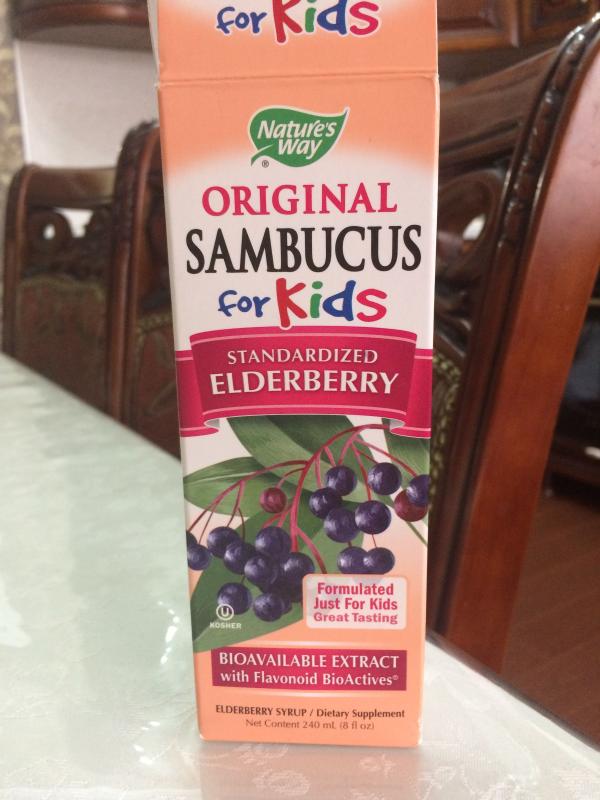 for Kids
Nature's
Way®
ORIGINAL
SAMBUCUS
for Kids
STANDARDIZED
ELDERBERRY
Formulated
Just For Kids
Great Tasting
U
KOSHER
BIOAVAILABLE EXTRACT
with Flavonoid BioActives®
ELDERBERRY SYRUP / Dietary Supplement
Net Content 240 mL (8 fl oz)